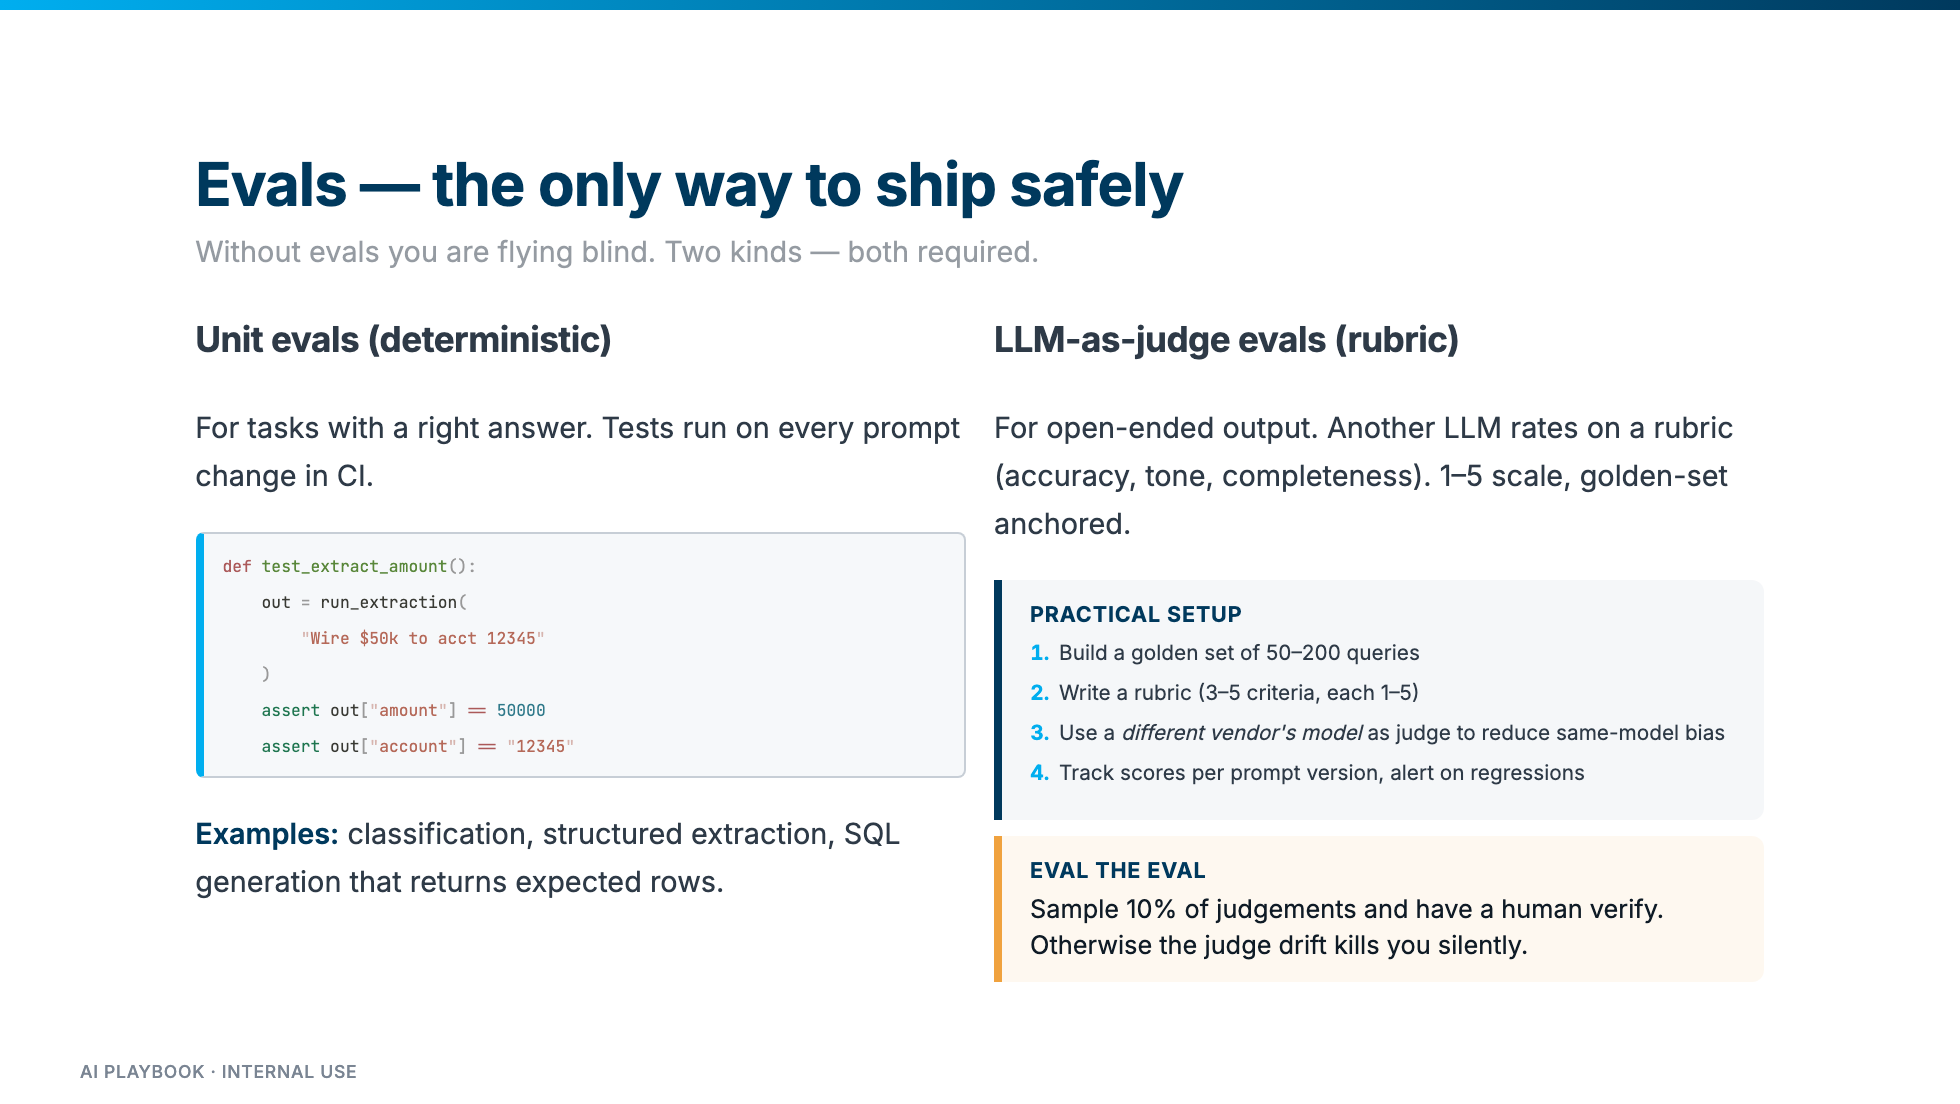 Evals — the only way to ship safely
Without evals you are flying blind. Two kinds — both required.
Unit evals (deterministic)
For tasks with a right answer. Tests run on every prompt
change in CI.
def test_extract_amount():
    out = run_extraction(
        "Wire $50k to acct 12345"
    )
    assert out["amount"] == 50000
    assert out["account"] == "12345"
Examples: classification, structured extraction, SQL
generation that returns expected rows.
LLM-as-judge evals (rubric)
For open-ended output. Another LLM rates on a rubric
(accuracy, tone, completeness). 1–5 scale, golden-set
anchored.
PRACTICAL SETUP
1. Build a golden set of 50–200 queries
2. Write a rubric (3–5 criteria, each 1–5)
3. Use a different vendor's model as judge to reduce same-model bias
4. Track scores per prompt version, alert on regressions
EVAL THE EVAL
Sample 10% of judgements and have a human verify.
Otherwise the judge drift kills you silently.
AI PLAYBOOK · INTERNAL USE